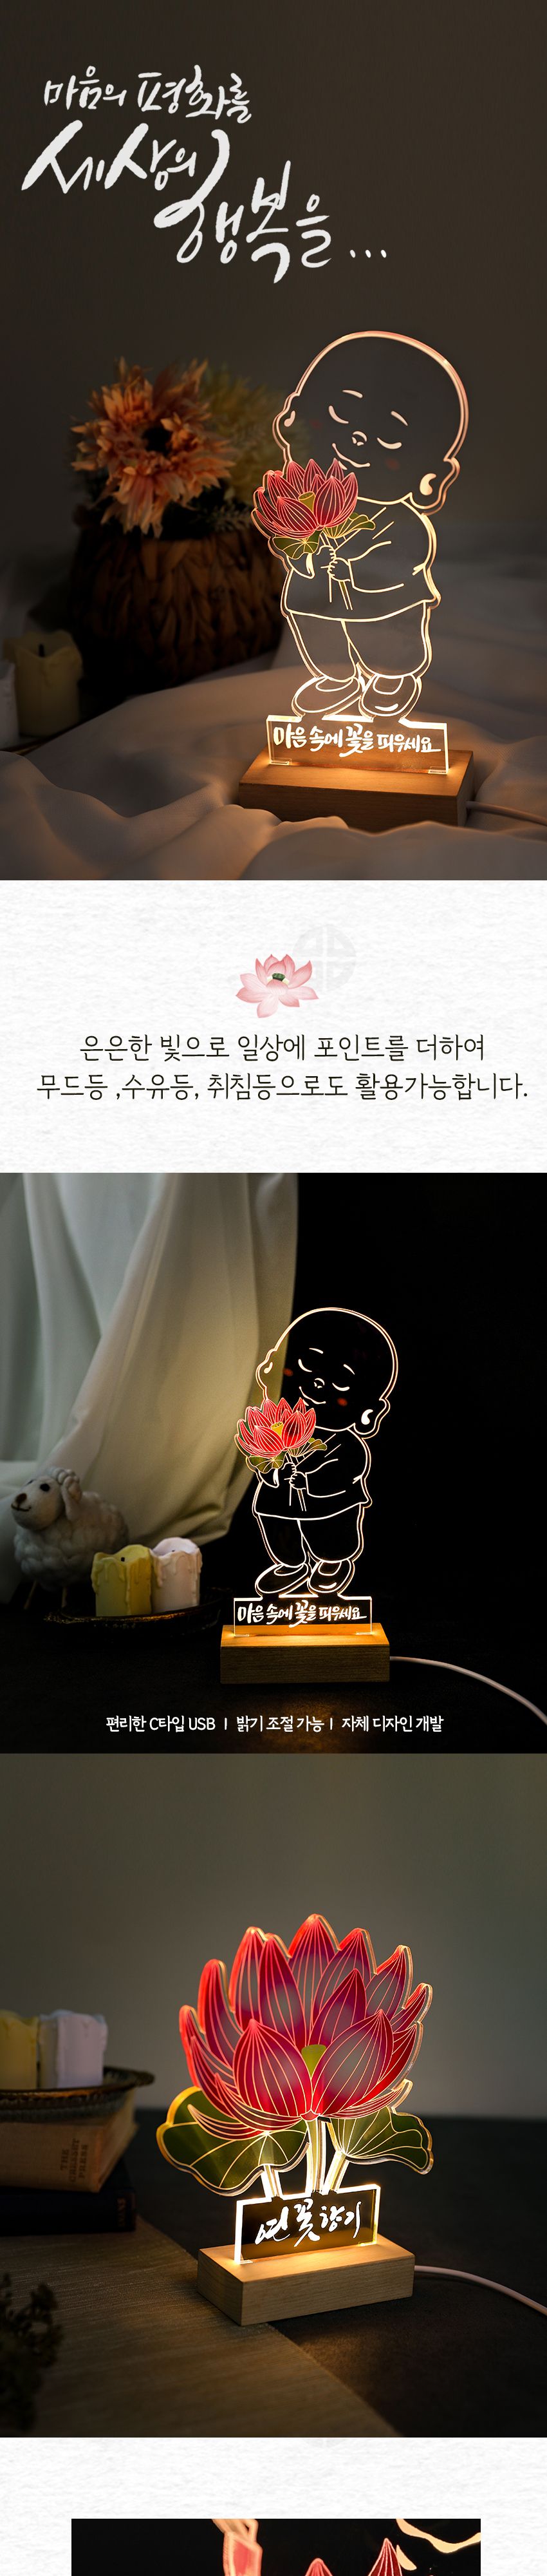 마음의 평화를
세상의
행복을...
마음 속에 꽃을 피우세요
은은한 빛으로 일상에 포인트를 더하여
무드등 ,수유등, 취침등으로도 활용가능합니다.
마음 속에 꽃을 피우세요
편리한 C타입 USB I 밝기 조절 가능 I 자체 디자인 개발
연꽃향기